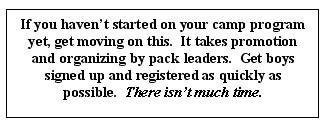 If you haven't started on your camp program
yet, get moving on this.  It takes promotion
and organizing by pack leaders.  Get boys
signed up and registered as quickly as
possible.  There isn't much time.